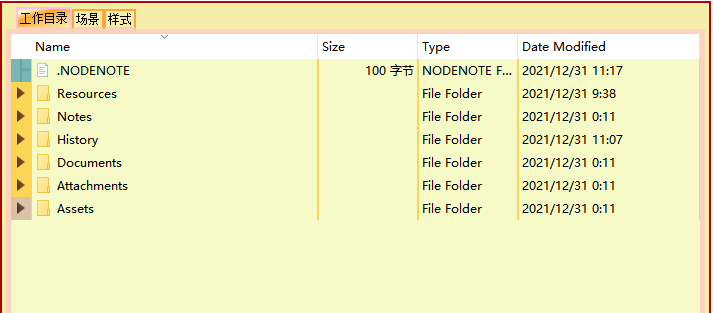 工作目录 场景 样式
Name Size Type Date Modified
.NODENOTE 100 字节 NODENOTE F... 2021/12/31 11:17
Resources File Folder 2021/12/31 9:38
Notes File Folder 2021/12/31 0:11
History File Folder 2021/12/31 11:07
Documents File Folder 2021/12/31 0:11
Attachments File Folder 2021/12/31 0:11
Assets File Folder 2021/12/31 0:11